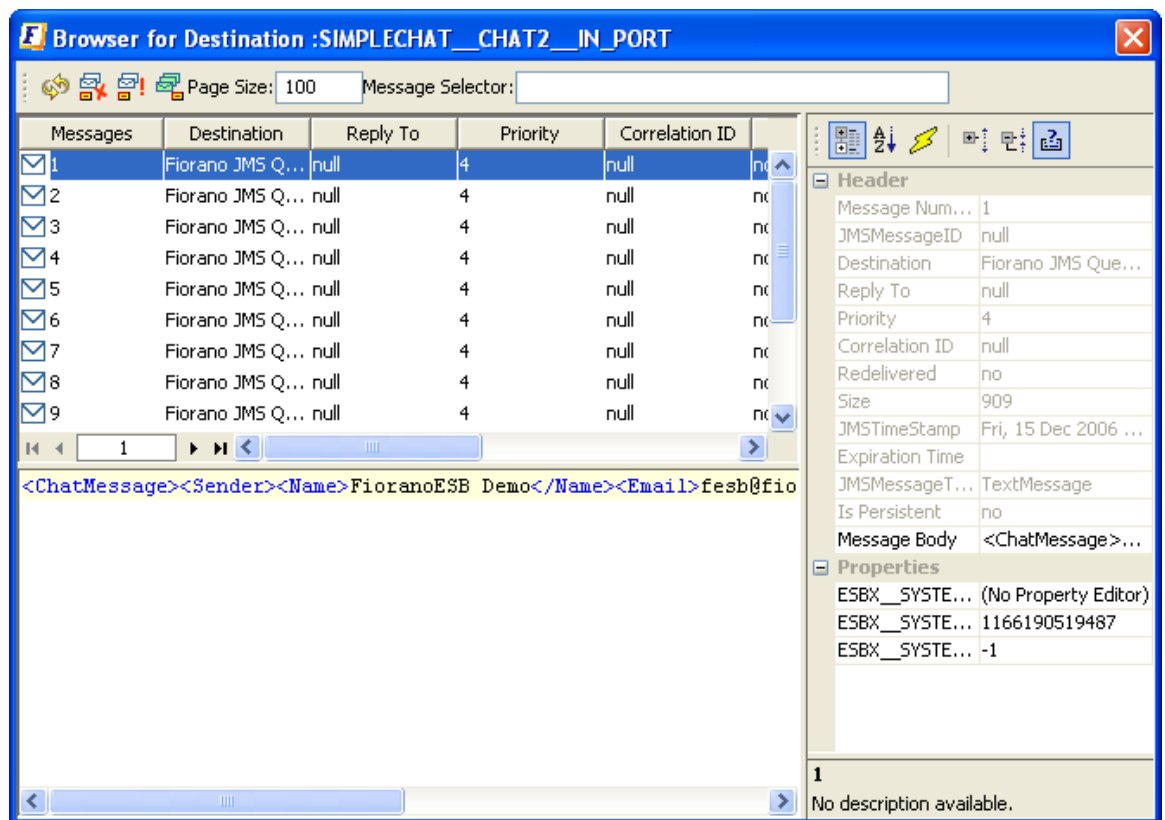 Browser for Destination :SIMPLECHAT__CHAT2__IN_PORT
Page Size: 100 Message Selector:
Messages Destination Reply To Priority Correlation ID
1 Fiorano JMS Q... null 4 null
2 Fiorano JMS Q... null 4 null
3 Fiorano JMS Q... null 4 null
4 Fiorano JMS Q... null 4 null
5 Fiorano JMS Q... null 4 null
6 Fiorano JMS Q... null 4 null
7 Fiorano JMS Q... null 4 null
8 Fiorano JMS Q... null 4 null
9 Fiorano JMS Q... null 4 null
1
<ChatMessage><Sender><Name>FioranoESB Demo</Name><Email>fesb@fio
Header
Message Num... 1
JMSMessageID null
Destination Fiorano JMS Que...
Reply To null
Priority 4
Correlation ID null
Redelivered no
Size 909
JMSTimeStamp Fri, 15 Dec 2006 ...
Expiration Time
JMSMessageT... TextMessage
Is Persistent no
Message Body <ChatMessage>...
Properties
ESBX__SYSTE... (No Property Editor)
ESBX__SYSTE... 1166190519487
ESBX__SYSTE... -1
1
No description available.